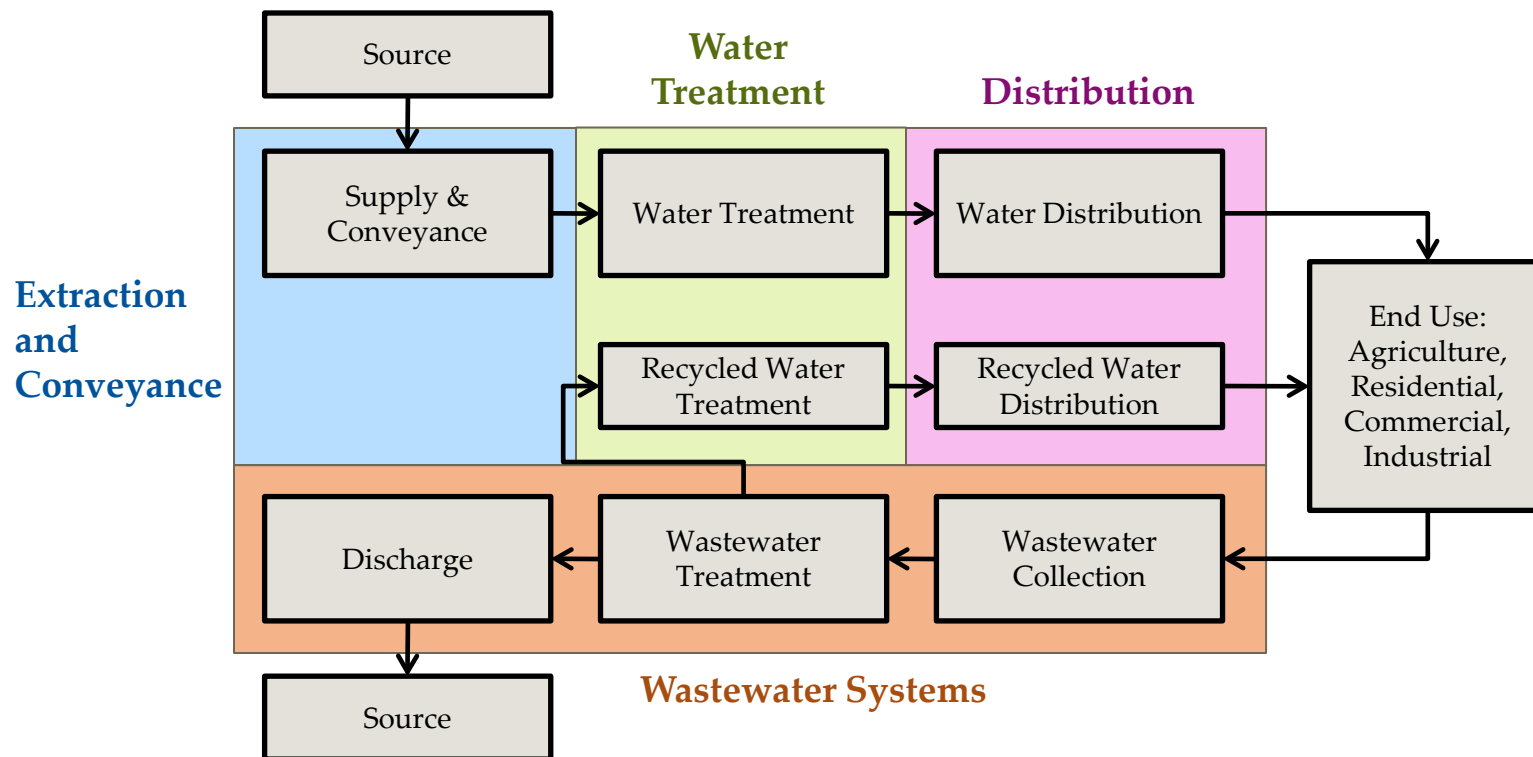 Source
Water
Treatment
Distribution
Supply &
Conveyance
Water Treatment
Water Distribution
Extraction
and
Conveyance
End Use:
Agriculture,
Residential,
Commercial,
Industrial
Recycled Water
Treatment
Recycled Water
Distribution
Discharge
Wastewater
Treatment
Wastewater
Collection
Wastewater Systems
Source